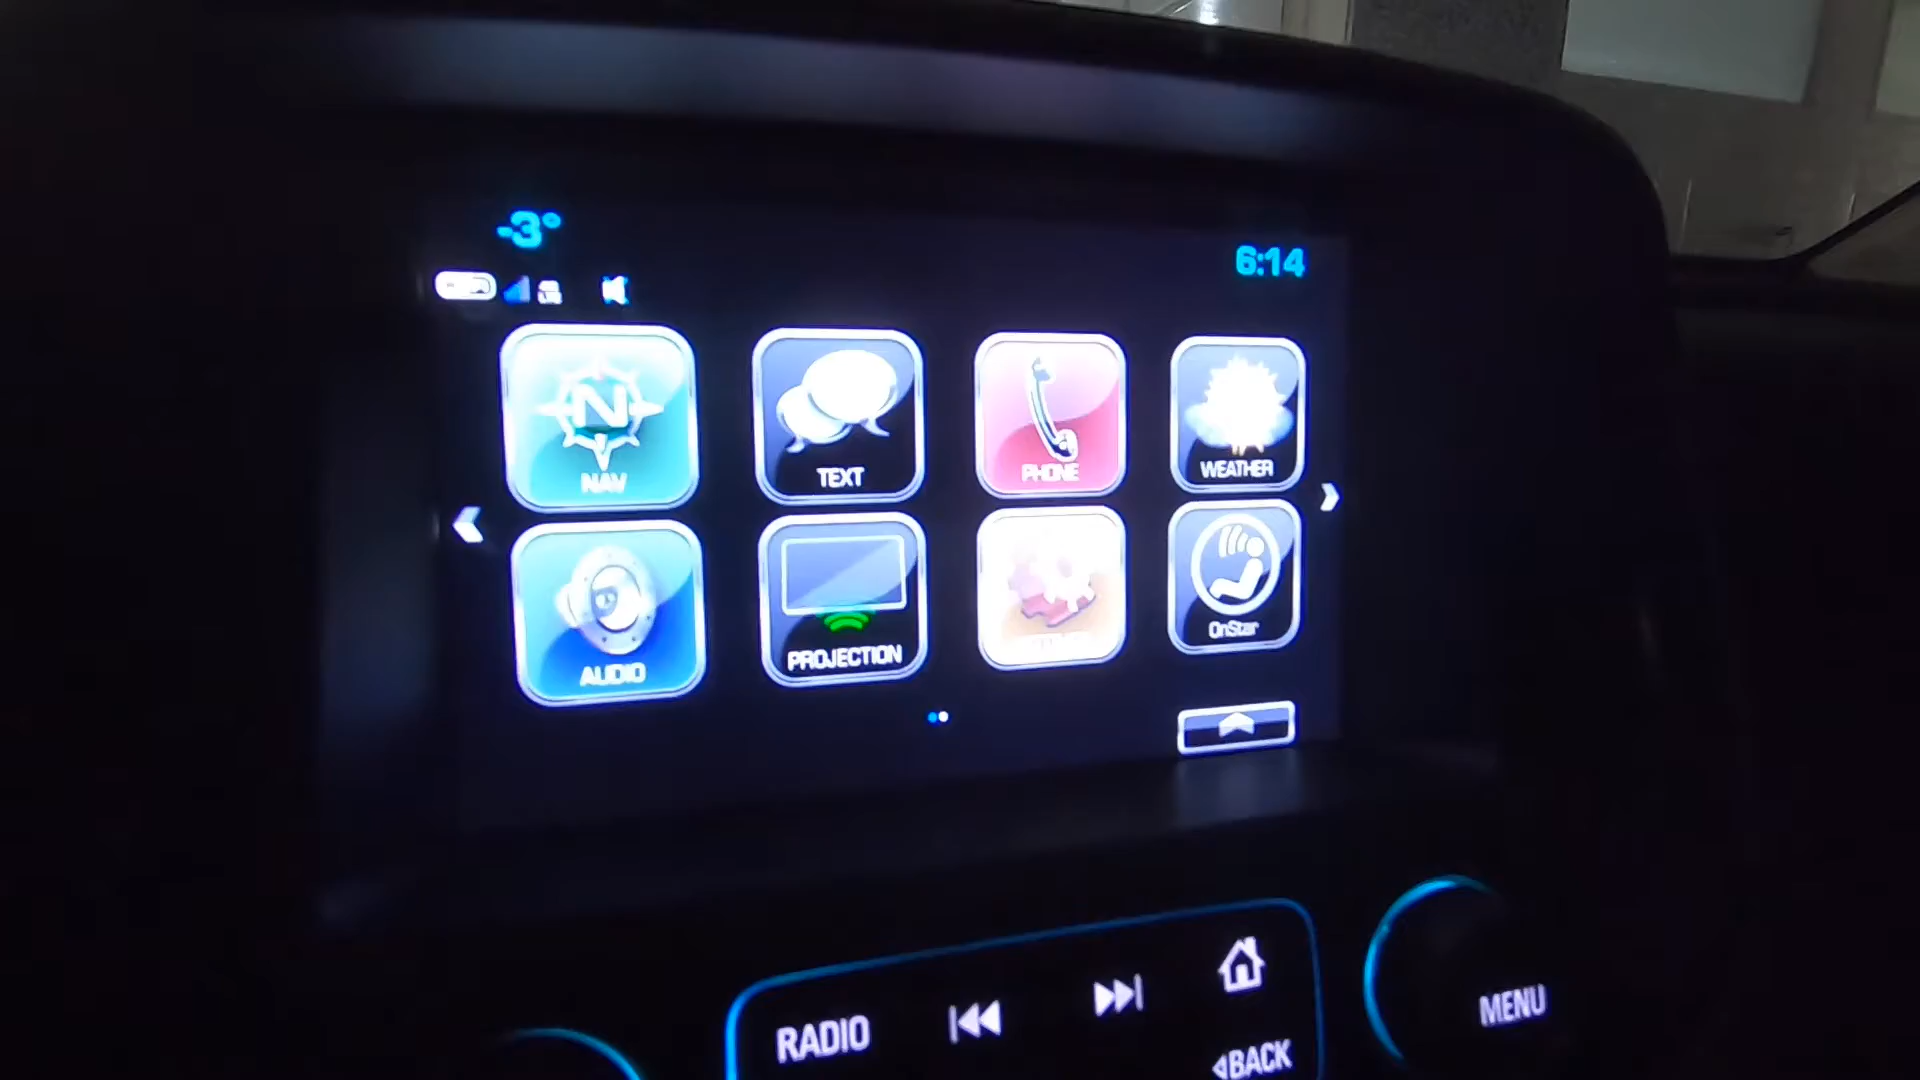 -3°
6:14
N
NAV
TEXT
PHONE
WEATHER
AUDIO
PROJECTION
OnStar
RADIO
MENU
BACK